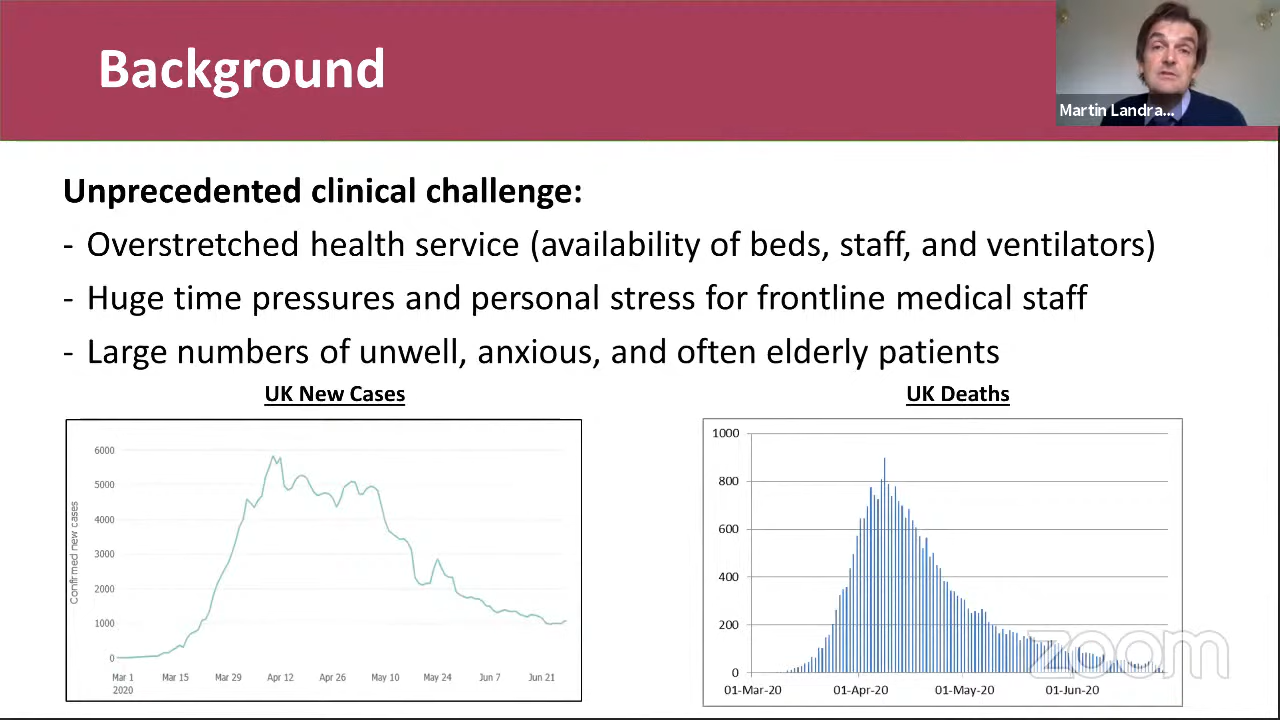 Background
Martin Landra...
Unprecedented clinical challenge:
- Overstretched health service (availability of beds, staff, and ventilators)
- Huge time pressures and personal stress for frontline medical staff
- Large numbers of unwell, anxious, and often elderly patients
UK New Cases
Confirmed new cases
6000
5000
4000
3000
2000
1000
0
Mar 1 Mar 15 Mar 29 Apr 12 Apr 26 May 10 May 24 Jun 7 Jun 21
2020
UK Deaths
1000
800
600
400
200
0
01-Mar-20 01-Apr-20 01-May-20 01-Jun-20
zoom